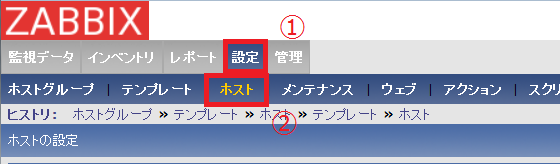 ZABBIX
①
監視データ インベントリ レポート 設定 管理
ホストグループ | テンプレート ホスト メンテナンス | ウェブ | アクション | スクリ
②
ヒストリ: ホストグループ » テンプレート » ホスト » テンプレート » ホスト
ホストの設定